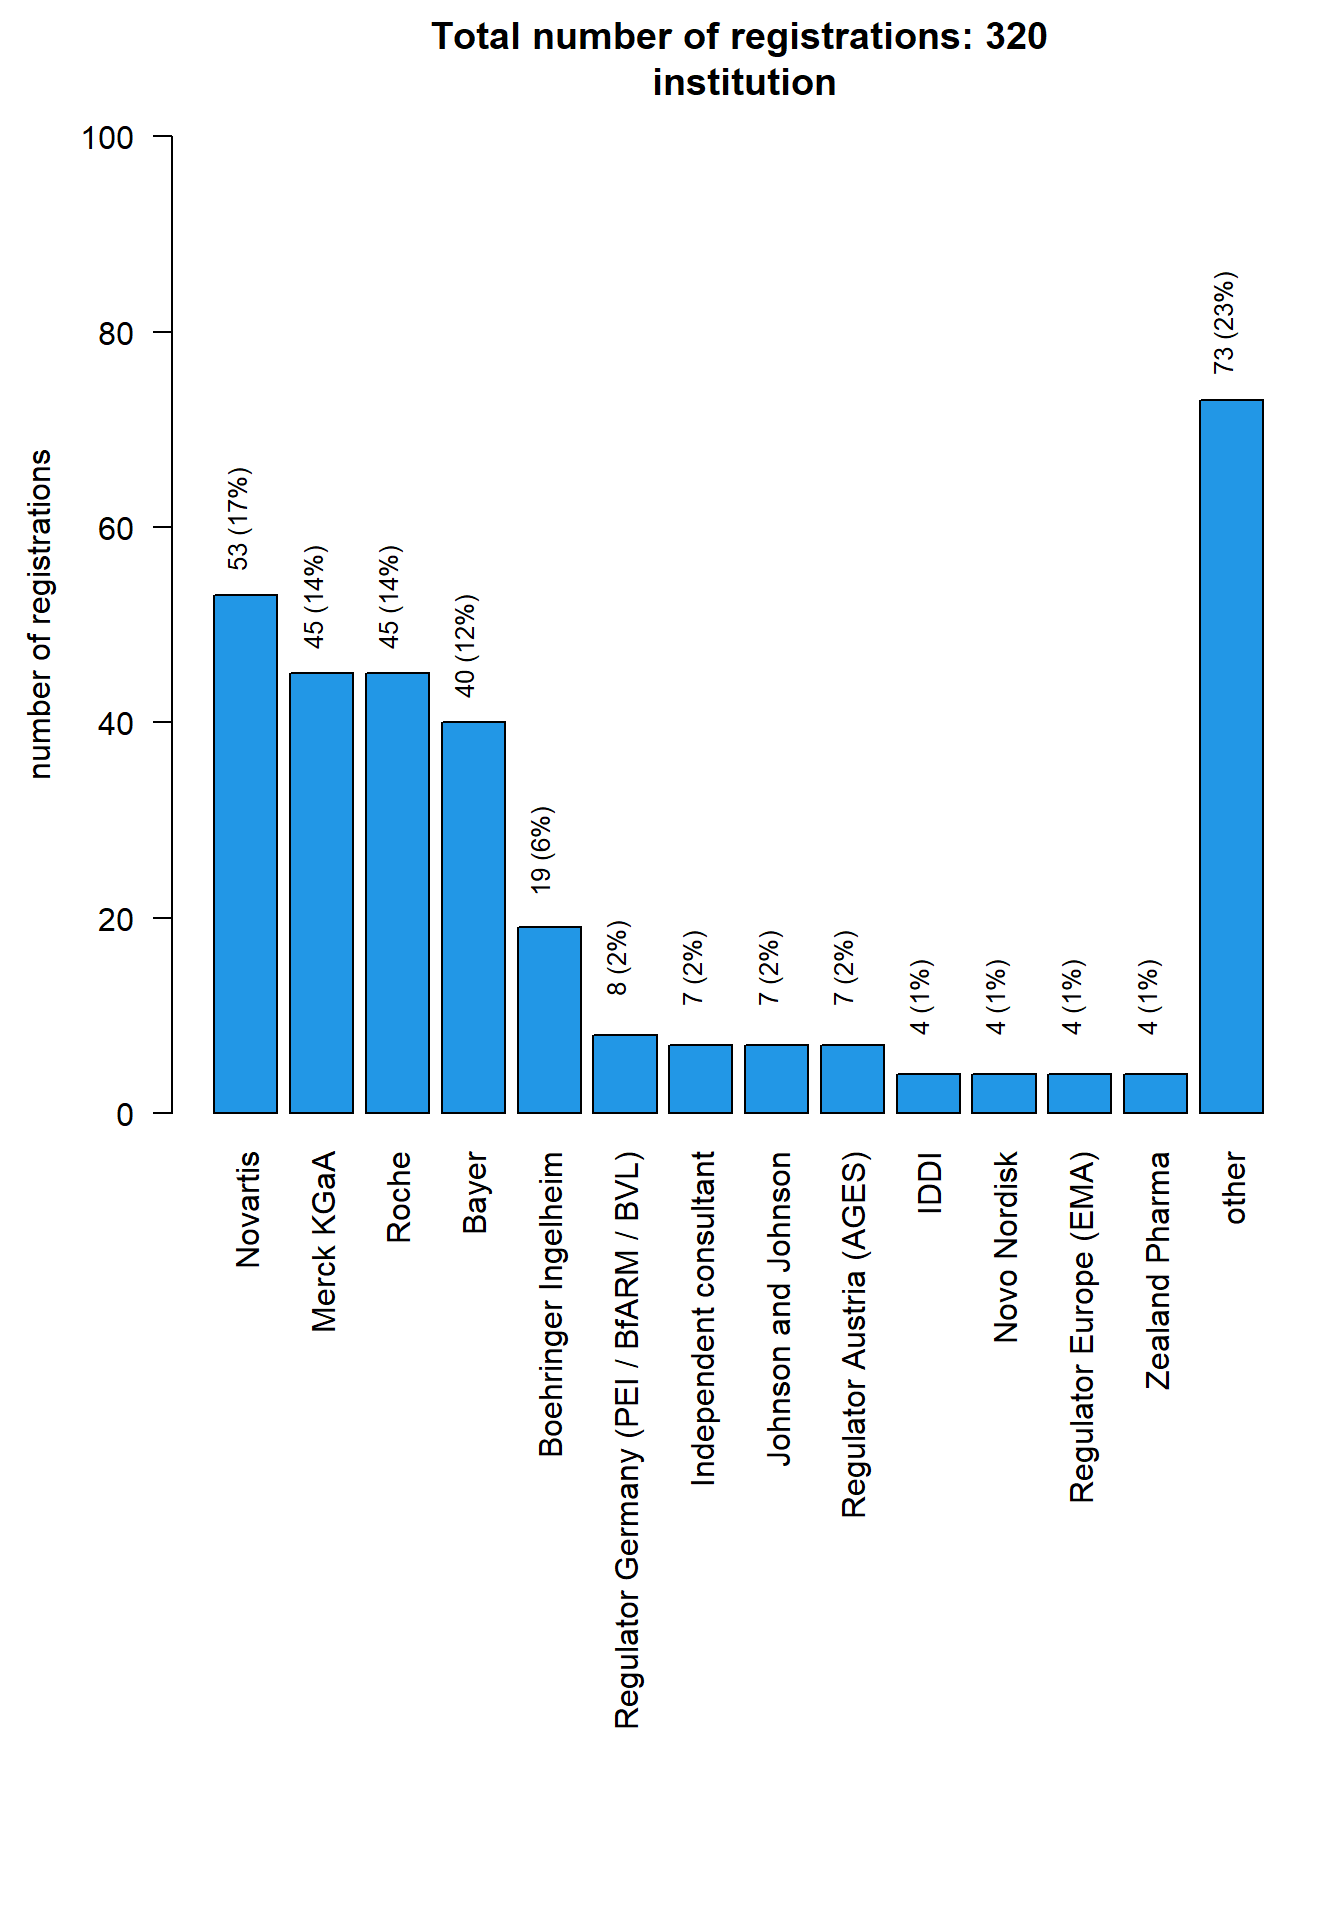 Total number of registrations: 320
institution
number of registrations
100
80
60
40
20
0
53 (17%)
45 (14%)
45 (14%)
40 (12%)
19 (6%)
8 (2%)
7 (2%)
7 (2%)
7 (2%)
4 (1%)
4 (1%)
4 (1%)
4 (1%)
73 (23%)
Novartis
Merck KGaA
Roche
Bayer
Boehringer Ingelheim
Regulator Germany (PEI / BfARM / BVL)
Independent consultant
Johnson and Johnson
Regulator Austria (AGES)
IDDI
Novo Nordisk
Regulator Europe (EMA)
Zealand Pharma
other